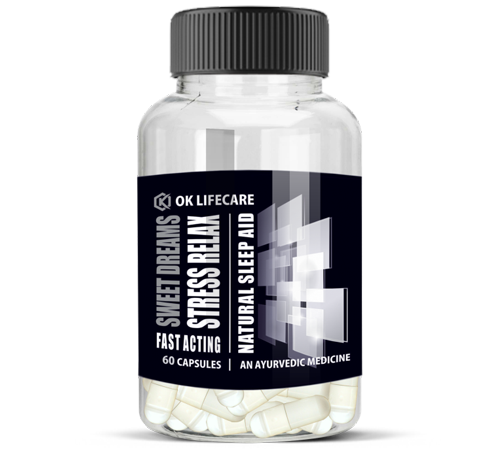 OK LIFECARE
SWEET DREAMS
STRESS RELAX
FAST ACTING
NATURAL SLEEP AID
60 CAPSULES | AN AYURVEDIC MEDICINE